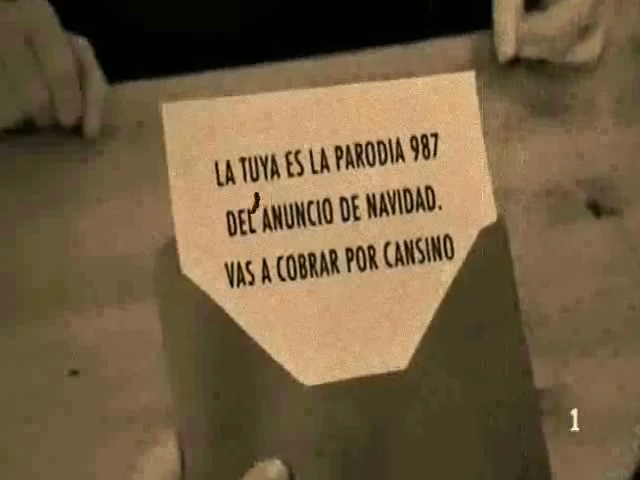 LA TUYA ES LA PARODIA 987
DEL ANUNCIO DE NAVIDAD.
VAS A COBRAR POR CANSINO
1